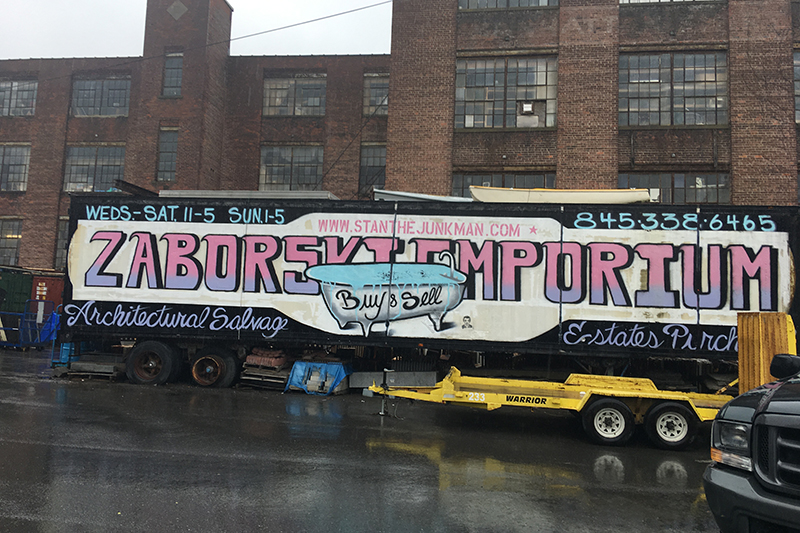 WEDS-SAT 11-5 SUN.1-5
WWW.STANTHEJUNKMAN.COM *
845.338.6465
ZABORSKI EMPORIUM
Buy & Sell
Architectural Salvage
Estates Purch
233
WARRIOR